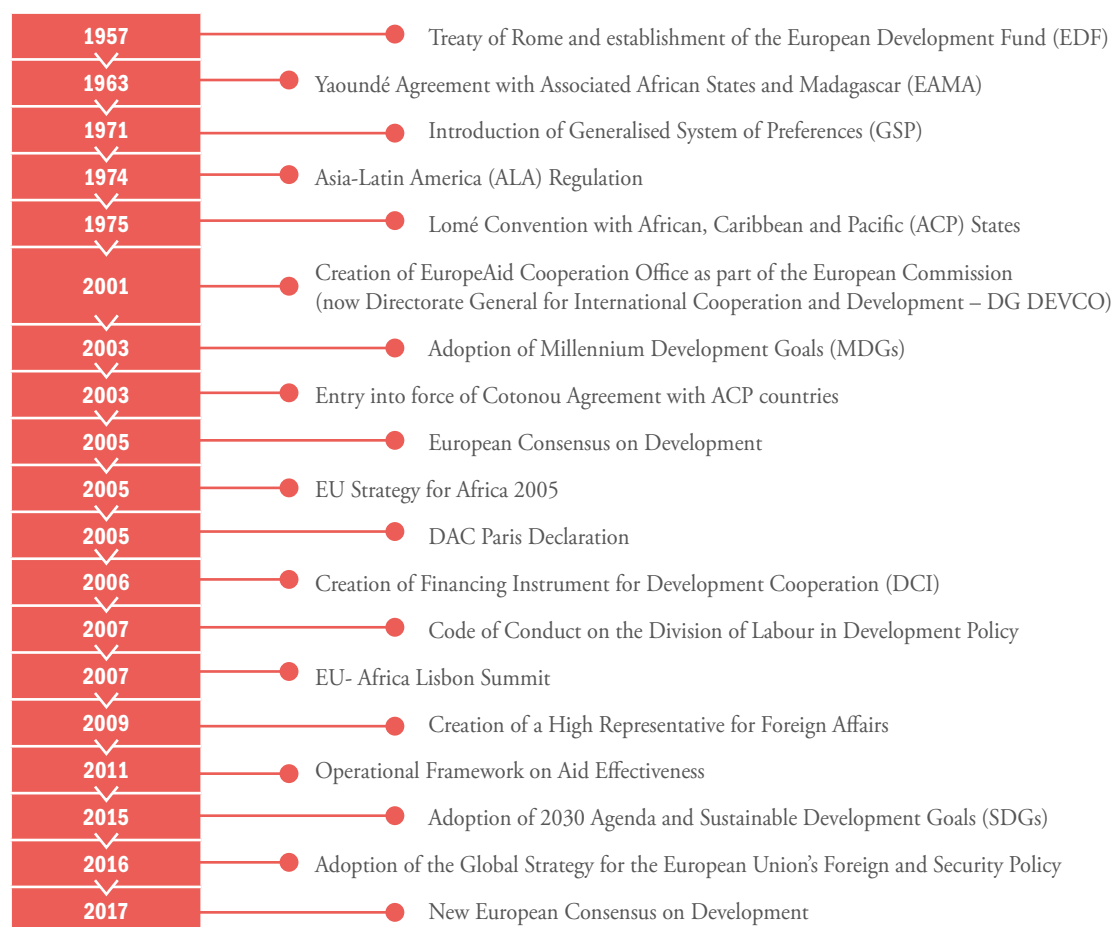 1957 Treaty of Rome and establishment of the European Development Fund (EDF)
1963 Yaoundé Agreement with Associated African States and Madagascar (EAMA)
1971 Introduction of Generalised System of Preferences (GSP)
1974 Asia-Latin America (ALA) Regulation
1975 Lomé Convention with African, Caribbean and Pacific (ACP) States
2001 Creation of EuropeAid Cooperation Office as part of the European Commission
(now Directorate General for International Cooperation and Development – DG DEVCO)
2003 Adoption of Millennium Development Goals (MDGs)
2003 Entry into force of Cotonou Agreement with ACP countries
2005 European Consensus on Development
2005 EU Strategy for Africa 2005
2005 DAC Paris Declaration
2006 Creation of Financing Instrument for Development Cooperation (DCI)
2007 Code of Conduct on the Division of Labour in Development Policy
2007 EU- Africa Lisbon Summit
2009 Creation of a High Representative for Foreign Affairs
2011 Operational Framework on Aid Effectiveness
2015 Adoption of 2030 Agenda and Sustainable Development Goals (SDGs)
2016 Adoption of the Global Strategy for the European Union’s Foreign and Security Policy
2017 New European Consensus on Development